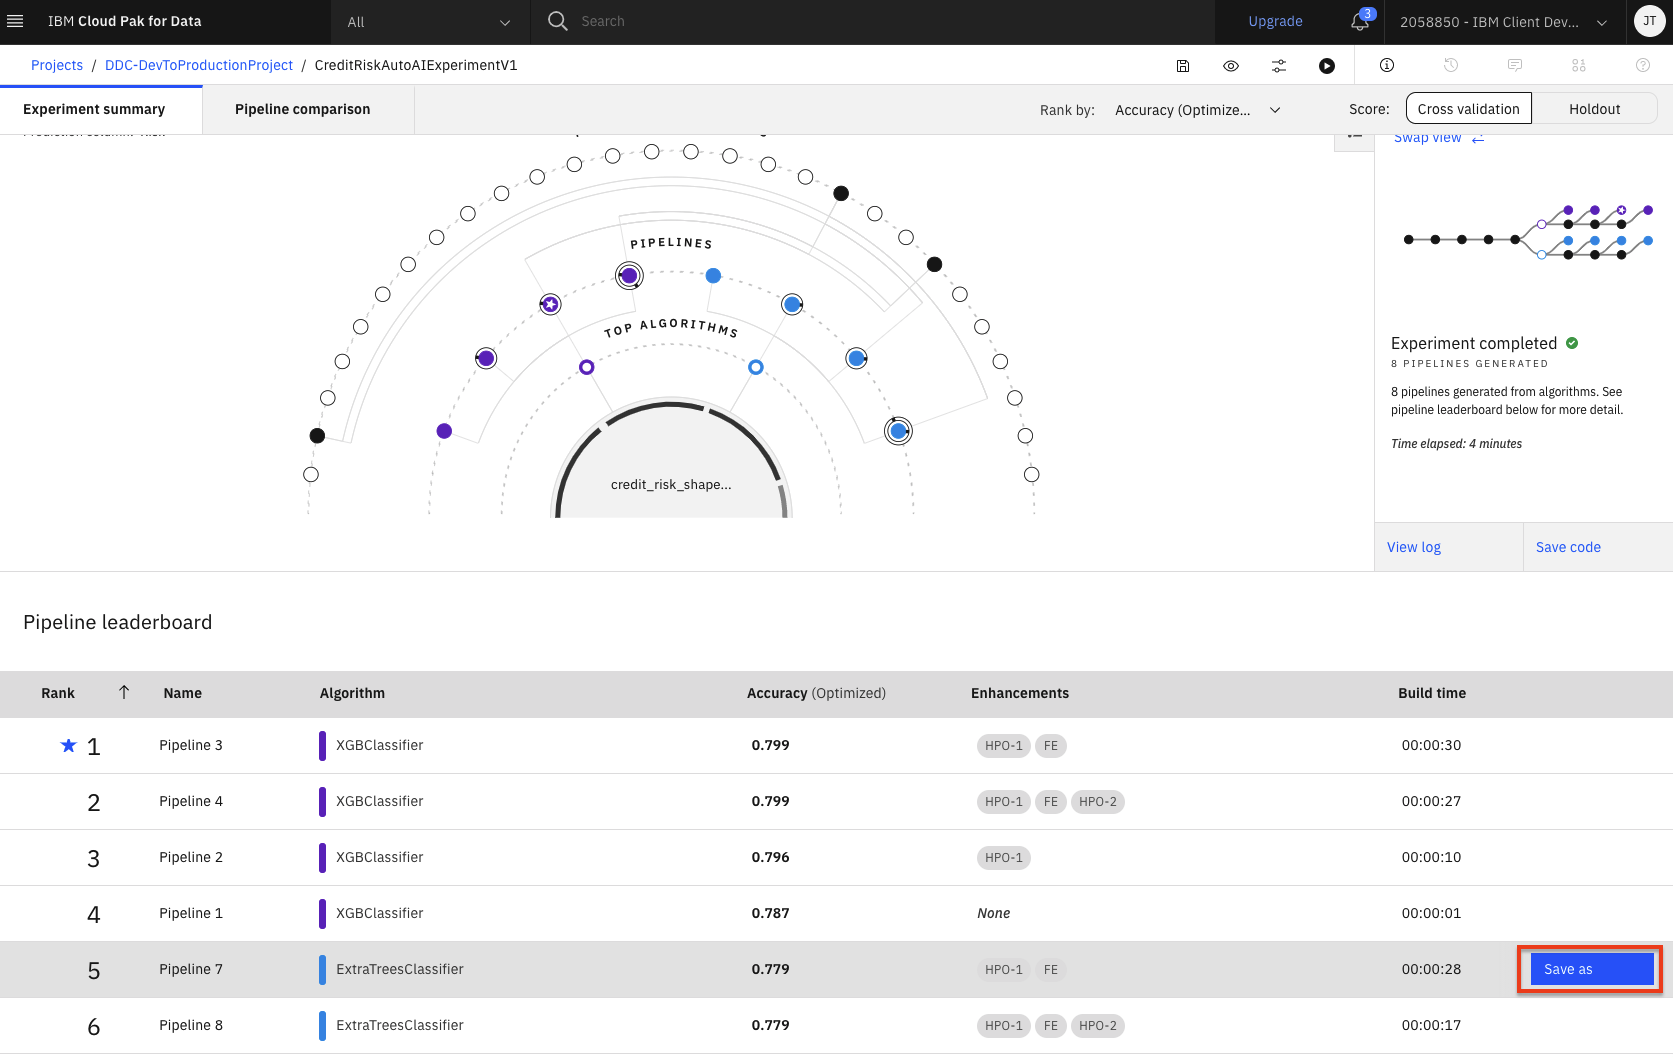 IBM Cloud Pak for Data
All
Search
Upgrade
3
2058850 - IBM Client Dev...
JT
Projects / DDC-DevToProductionProject / CreditRiskAutoAIExperimentV1
Experiment summary
Pipeline comparison
Rank by: Accuracy (Optimize...
Score: Cross validation Holdout
Swap view
PIPELINES
TOP ALGORITHMS
credit_risk_shape...
Experiment completed
8 PIPELINES GENERATED
8 pipelines generated from algorithms. See
pipeline leaderboard below for more detail.
Time elapsed: 4 minutes
View log
Save code
Pipeline leaderboard
Rank Name Algorithm Accuracy (Optimized) Enhancements Build time
1 Pipeline 3 XGBClassifier 0.799 HPO-1 FE 00:00:30
2 Pipeline 4 XGBClassifier 0.799 HPO-1 FE HPO-2 00:00:27
3 Pipeline 2 XGBClassifier 0.796 HPO-1 00:00:10
4 Pipeline 1 XGBClassifier 0.787 None 00:00:01
5 Pipeline 7 ExtraTreesClassifier 0.779 HPO-1 FE 00:00:28 Save as
6 Pipeline 8 ExtraTreesClassifier 0.779 HPO-1 FE HPO-2 00:00:17